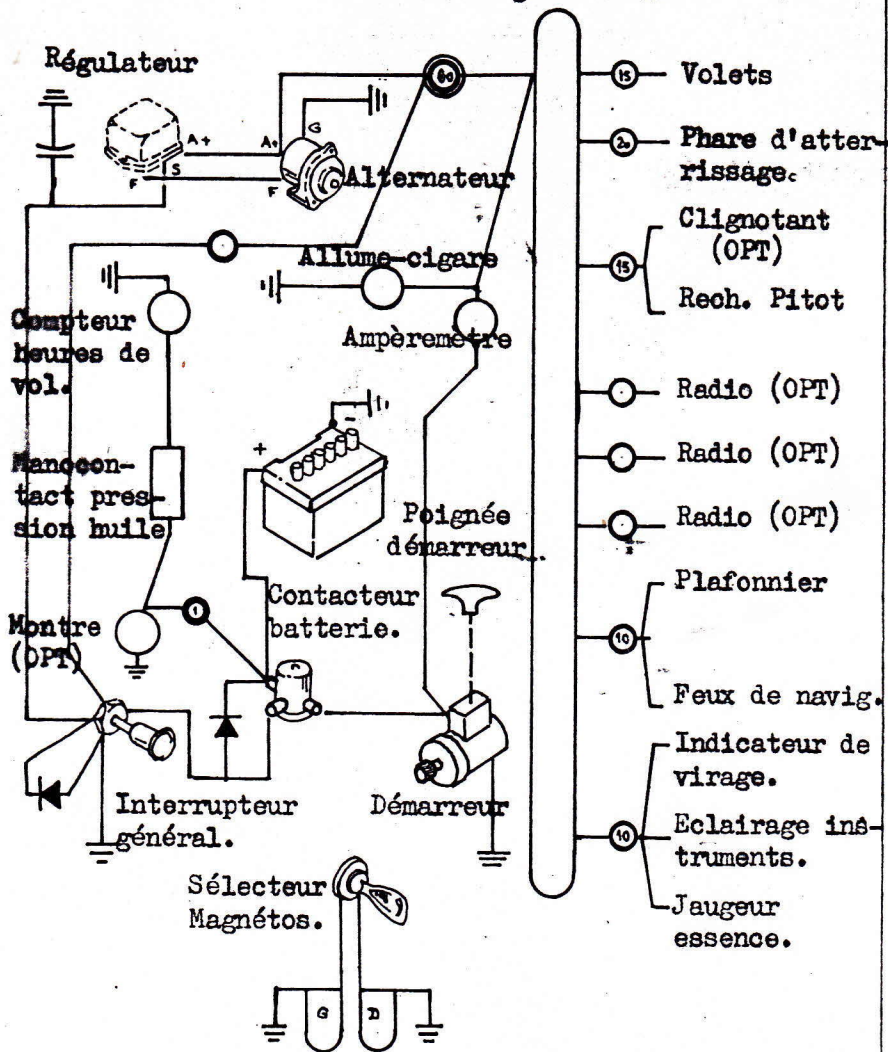 Régulateur
A+
S
F
A+
F
G
Alternateur
60
Allume-cigare
Ampèremètre
Compteur
heures de
vol.
Manocon-
tact pres-
sion huile
Montre
(OPT)
1
+
-
Contacteur
batterie.
Poignée
démarreur
Interrupteur
général.
Démarreur
Sélecteur
Magnétos.
G
D
15
Volets
20
Phare d'atter-
rissage.
15
Clignotant
(OPT)
Rech. Pitot
Radio (OPT)
Radio (OPT)
Radio (OPT)
10
Plafonnier
Feux de navig.
10
Indicateur de
virage.
Eclairage ins-
truments.
Jaugeur
essence.